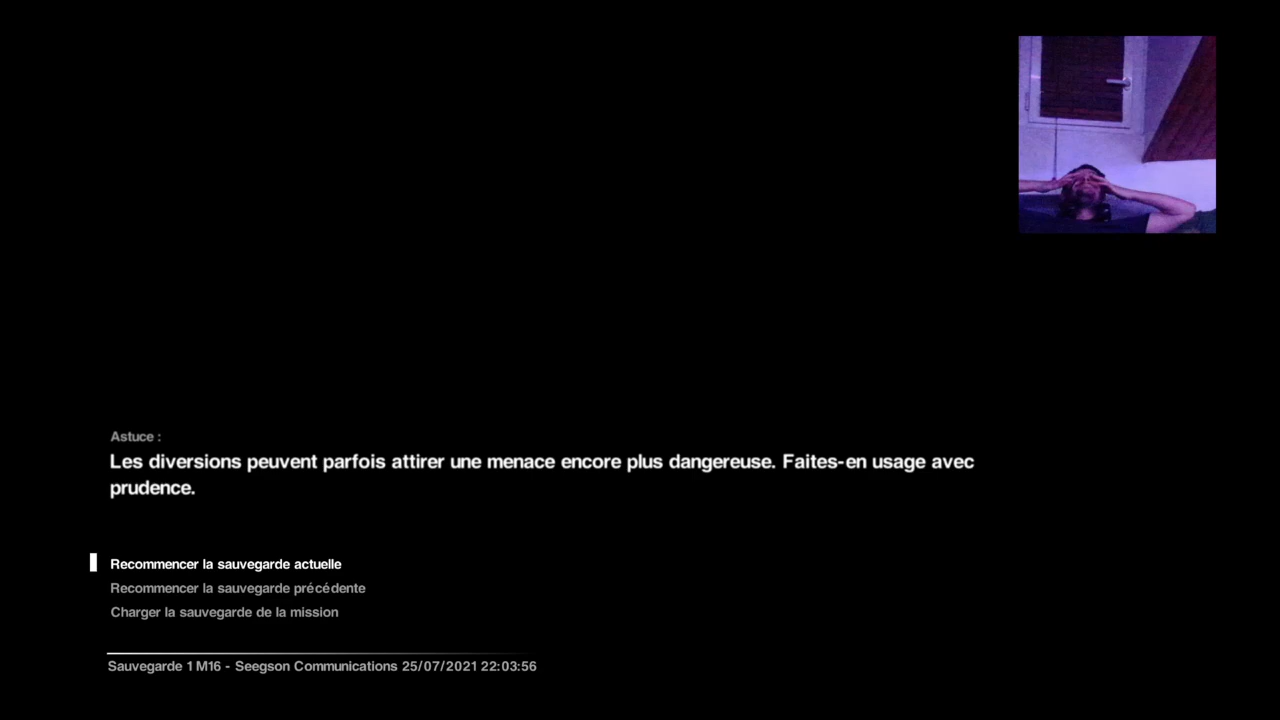 Astuce :
Les diversions peuvent parfois attirer une menace encore plus dangereuse. Faites-en usage avec
prudence.
Recommencer la sauvegarde actuelle
Recommencer la sauvegarde précédente
Charger la sauvegarde de la mission
Sauvegarde 1 M16 - Seegson Communications 25/07/2021 22:03:56